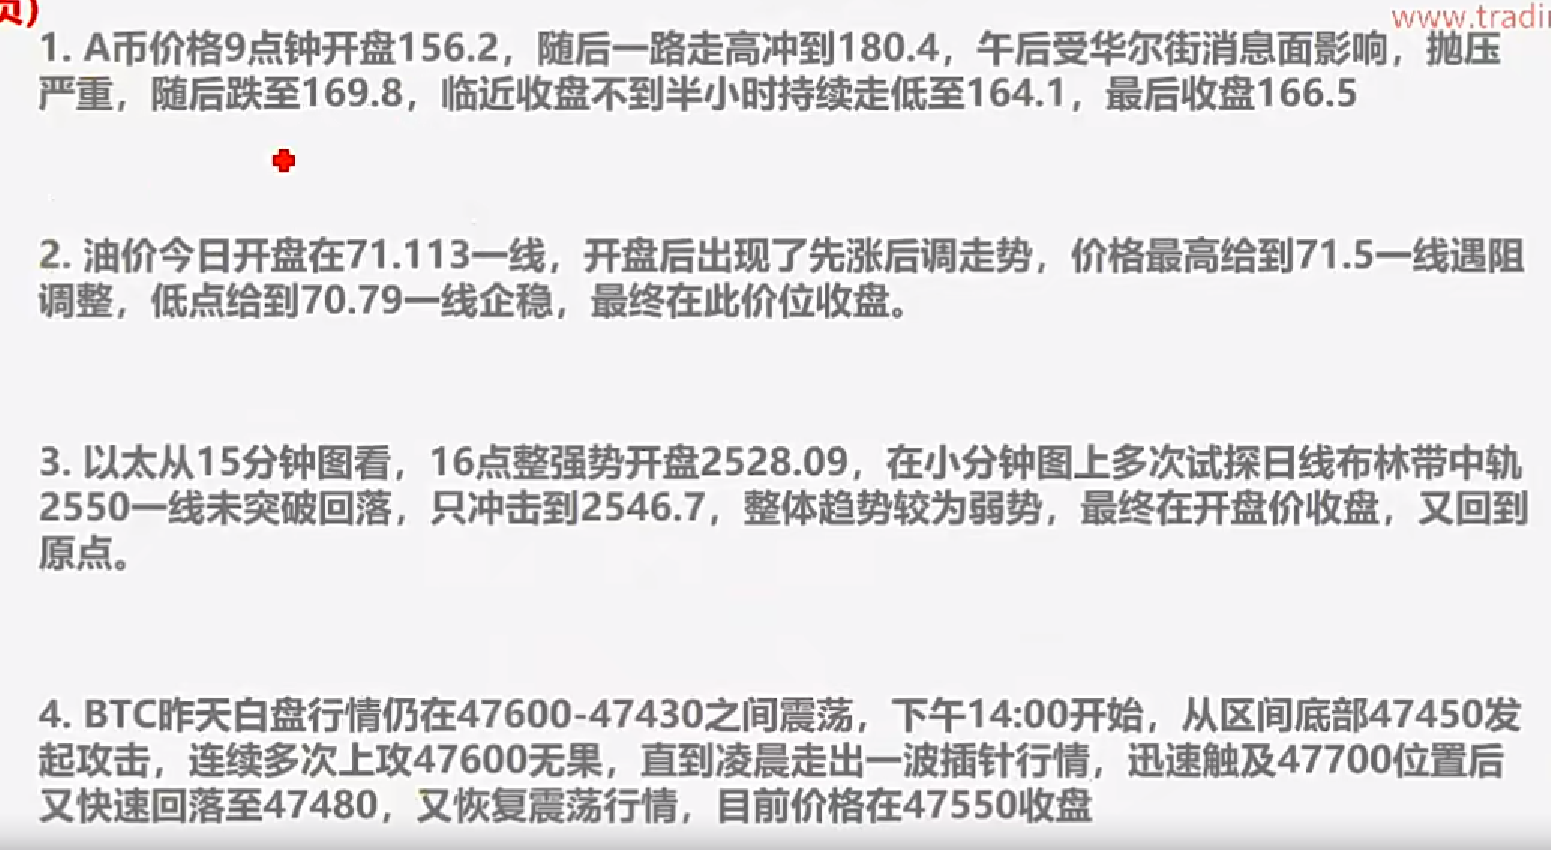 员)
www.tradin
1. A币价格9点钟开盘156.2，随后一路走高冲到180.4，午后受华尔街消息面影响，抛压
严重，随后跌至169.8，临近收盘不到半小时持续走低至164.1，最后收盘166.5
2. 油价今日开盘在71.113一线，开盘后出现了先涨后调走势，价格最高给到71.5一线遇阻
调整，低点给到70.79一线企稳，最终在此价位收盘。
3. 以太从15分钟图看，16点整强势开盘2528.09，在小分钟图上多次试探日线布林带中轨
2550一线未突破回落，只冲击到2546.7，整体趋势较为弱势，最终在开盘价收盘，又回到
原点。
4. BTC昨天白盘行情仍在47600-47430之间震荡，下午14:00开始，从区间底部47450发
起攻击，连续多次上攻47600无果，直到凌晨走出一波插针行情，迅速触及47700位置后
又快速回落至47480，又恢复震荡行情，目前价格在47550收盘